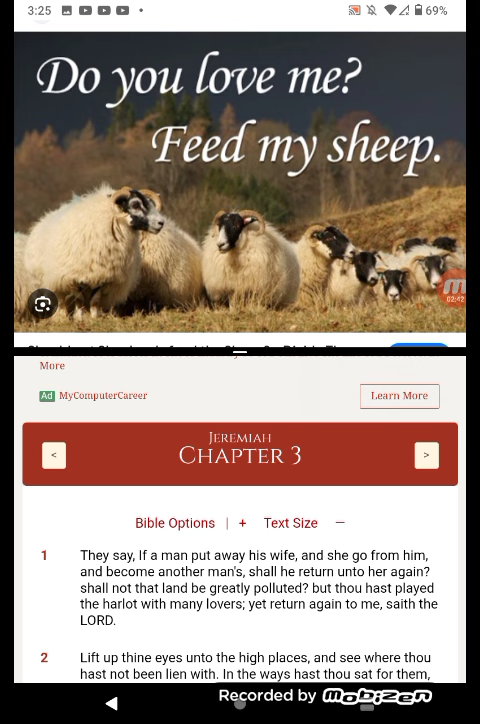 3:25
69%
Do you love me?
Feed my sheep.
02:42
More
Ad MyComputerCareer
Learn More
JEREMIAH
CHAPTER 3
<
>
Bible Options | + Text Size —
1 They say, If a man put away his wife, and she go from him,
and become another man's, shall he return unto her again?
shall not that land be greatly polluted? but thou hast played
the harlot with many lovers; yet return again to me, saith the
LORD.
2 Lift up thine eyes unto the high places, and see where thou
hast not been lien with. In the ways hast thou sat for them,
Recorded by mobizen